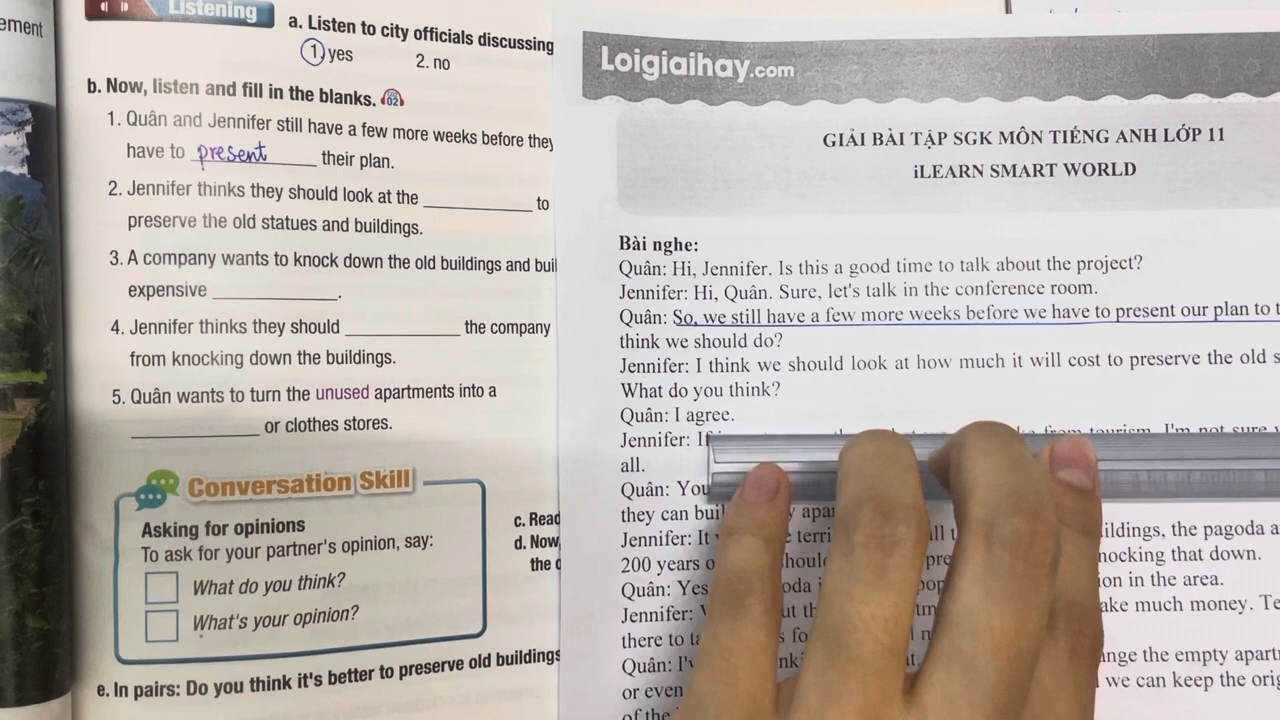 ement
Listening
a. Listen to city officials discussing
1 yes 2. no
b. Now, listen and fill in the blanks. 02
1. Quân and Jennifer still have a few more weeks before they
have to present their plan.
2. Jennifer thinks they should look at the ____________ to
preserve the old statues and buildings.
3. A company wants to knock down the old buildings and buil
expensive ____________.
4. Jennifer thinks they should ____________ the company
from knocking down the buildings.
5. Quân wants to turn the unused apartments into a
____________ or clothes stores.
Conversation Skill
Asking for opinions
To ask for your partner's opinion, say:
What do you think?
What's your opinion?
c. Read
d. Now
the
e. In pairs: Do you think it's better to preserve old buildings
Loigiaihay.com
GIẢI BÀI TẬP SGK MÔN TIẾNG ANH LỚP 11
iLEARN SMART WORLD
Bài nghe:
Quân: Hi, Jennifer. Is this a good time to talk about the project?
Jennifer: Hi, Quân. Sure, let's talk in the conference room.
Quân: So, we still have a few more weeks before we have to present our plan to t
think we should do?
Jennifer: I think we should look at how much it will cost to preserve the old s
What do you think?
Quân: I agree.
Jennifer: If from tourism, I'm not sure
all.
Quân: You
they can buil apar
Jennifer: It terri all ildings, the pagoda a
200 years o shoul pre nocking that down.
Quân: Yes oda pop ion in the area.
Jennifer: ut th tm ake much money. Te
there to ta fo
Quân: I'v nki at. ange the empty apart
or even we can keep the orig
of the